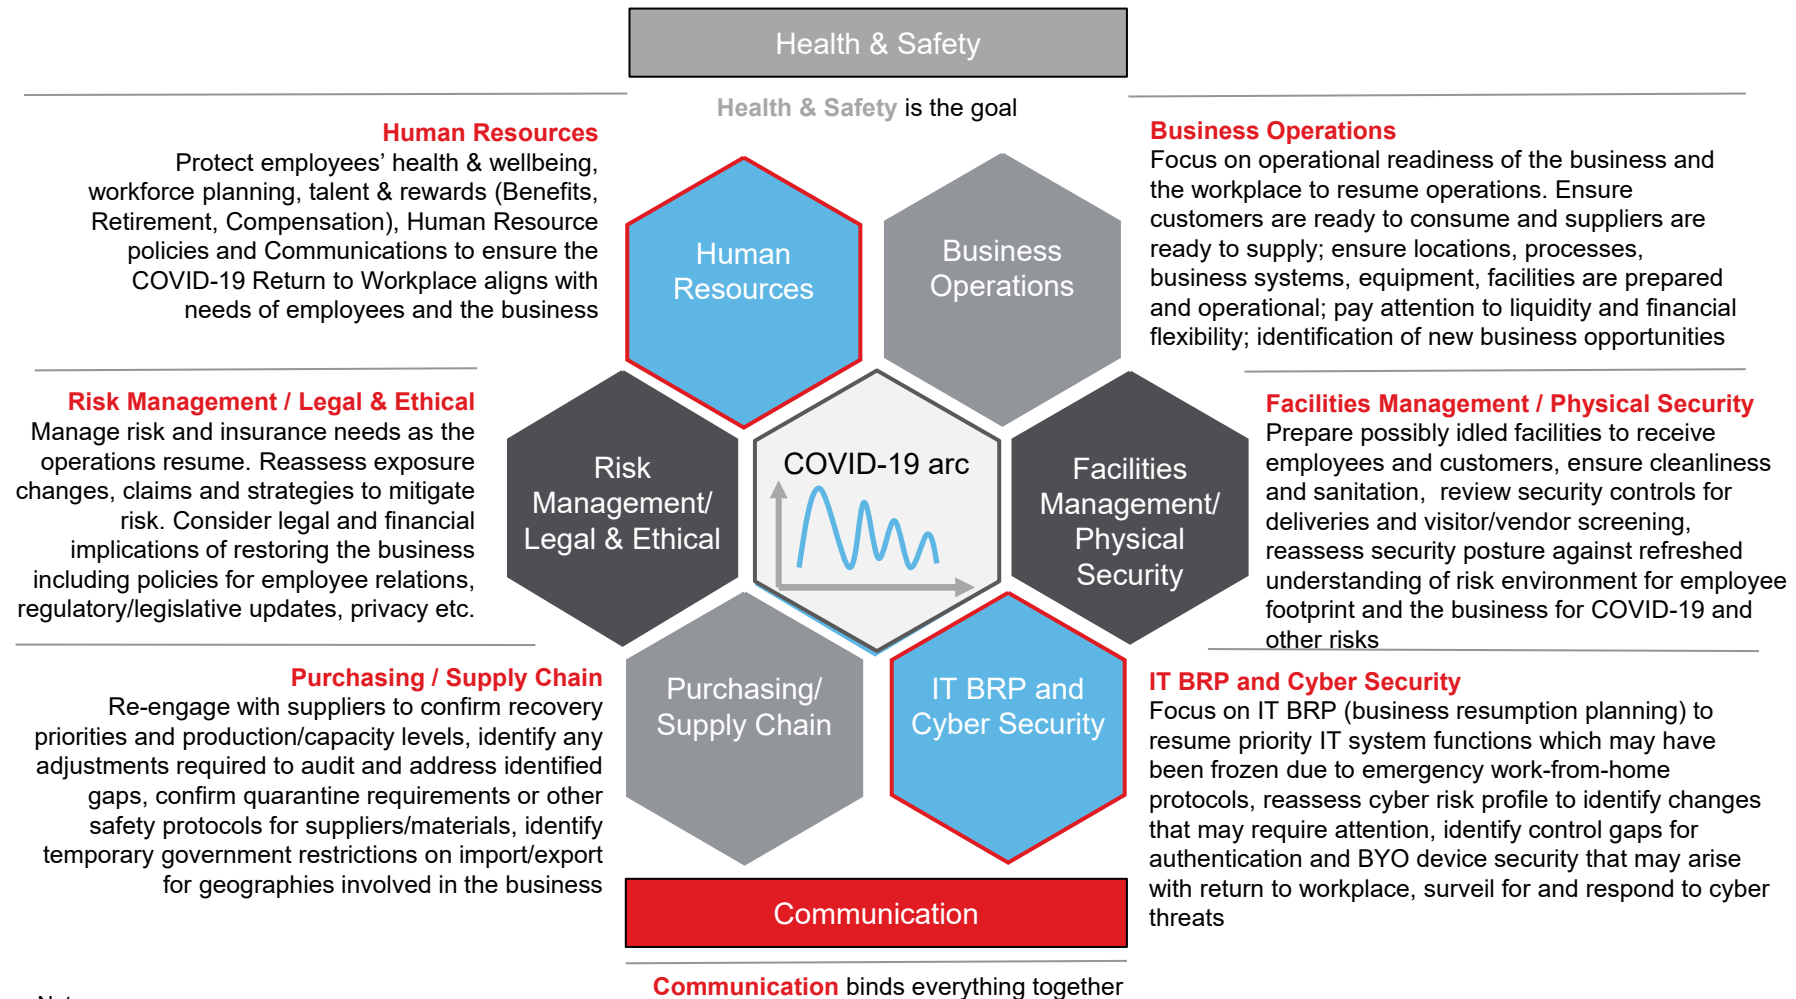 Health & Safety
Health & Safety is the goal
Human Resources
Protect employees’ health & wellbeing,
workforce planning, talent & rewards (Benefits,
Retirement, Compensation), Human Resource
policies and Communications to ensure the
COVID-19 Return to Workplace aligns with
needs of employees and the business
Business Operations
Focus on operational readiness of the business and
the workplace to resume operations. Ensure
customers are ready to consume and suppliers are
ready to supply; ensure locations, processes,
business systems, equipment, facilities are prepared
and operational; pay attention to liquidity and financial
flexibility; identification of new business opportunities
Human
Resources
Business
Operations
Risk Management / Legal & Ethical
Manage risk and insurance needs as the
operations resume. Reassess exposure
changes, claims and strategies to mitigate
risk. Consider legal and financial
implications of restoring the business
including policies for employee relations,
regulatory/legislative updates, privacy etc.
Risk
Management/
Legal & Ethical
COVID-19 arc
Facilities
Management/
Physical
Security
Facilities Management / Physical Security
Prepare possibly idled facilities to receive
employees and customers, ensure cleanliness
and sanitation,  review security controls for
deliveries and visitor/vendor screening,
reassess security posture against refreshed
understanding of risk environment for employee
footprint and the business for COVID-19 and
other risks
Purchasing / Supply Chain
Re-engage with suppliers to confirm recovery
priorities and production/capacity levels, identify any
adjustments required to audit and address identified
gaps, confirm quarantine requirements or other
safety protocols for suppliers/materials, identify
temporary government restrictions on import/export
for geographies involved in the business
Purchasing/
Supply Chain
IT BRP and
Cyber Security
IT BRP and Cyber Security
Focus on IT BRP (business resumption planning) to
resume priority IT system functions which may have
been frozen due to emergency work-from-home
protocols, reassess cyber risk profile to identify changes
that may require attention, identify control gaps for
authentication and BYO device security that may arise
with return to workplace, surveil for and respond to cyber
threats
Communication
Communication binds everything together